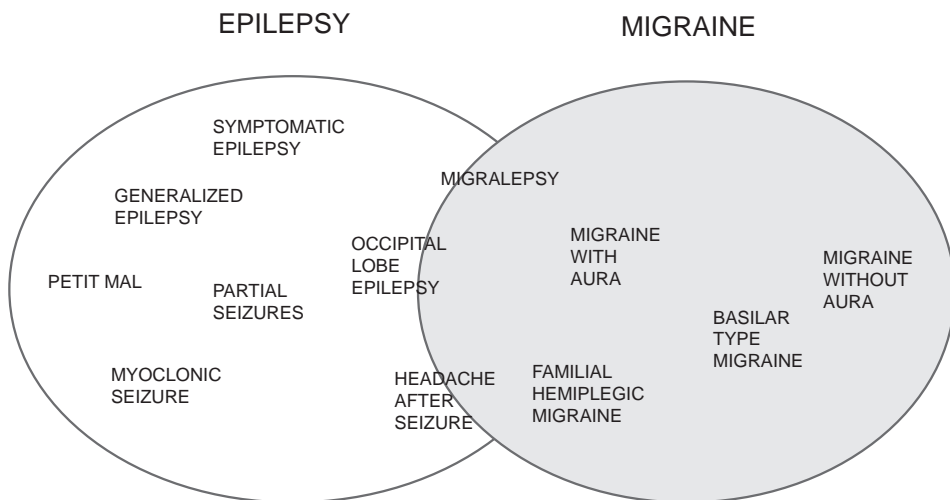 EPILEPSY
MIGRAINE
SYMPTOMATIC
EPILEPSY
MIGRALEPSY
GENERALIZED
EPILEPSY
OCCIPITAL
LOBE
EPILEPSY
MIGRAINE
WITH
AURA
MIGRAINE
WITHOUT
AURA
PETIT MAL
PARTIAL
SEIZURES
BASILAR
TYPE
MIGRAINE
MYOCLONIC
SEIZURE
HEADACHE
AFTER
SEIZURE
FAMILIAL
HEMIPLEGIC
MIGRAINE